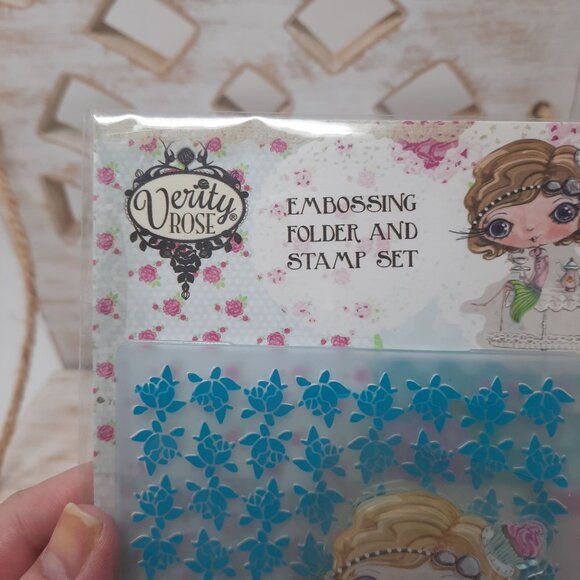 Verity
ROSE®
EMBOSSING
FOLDER AND
STAMP SET